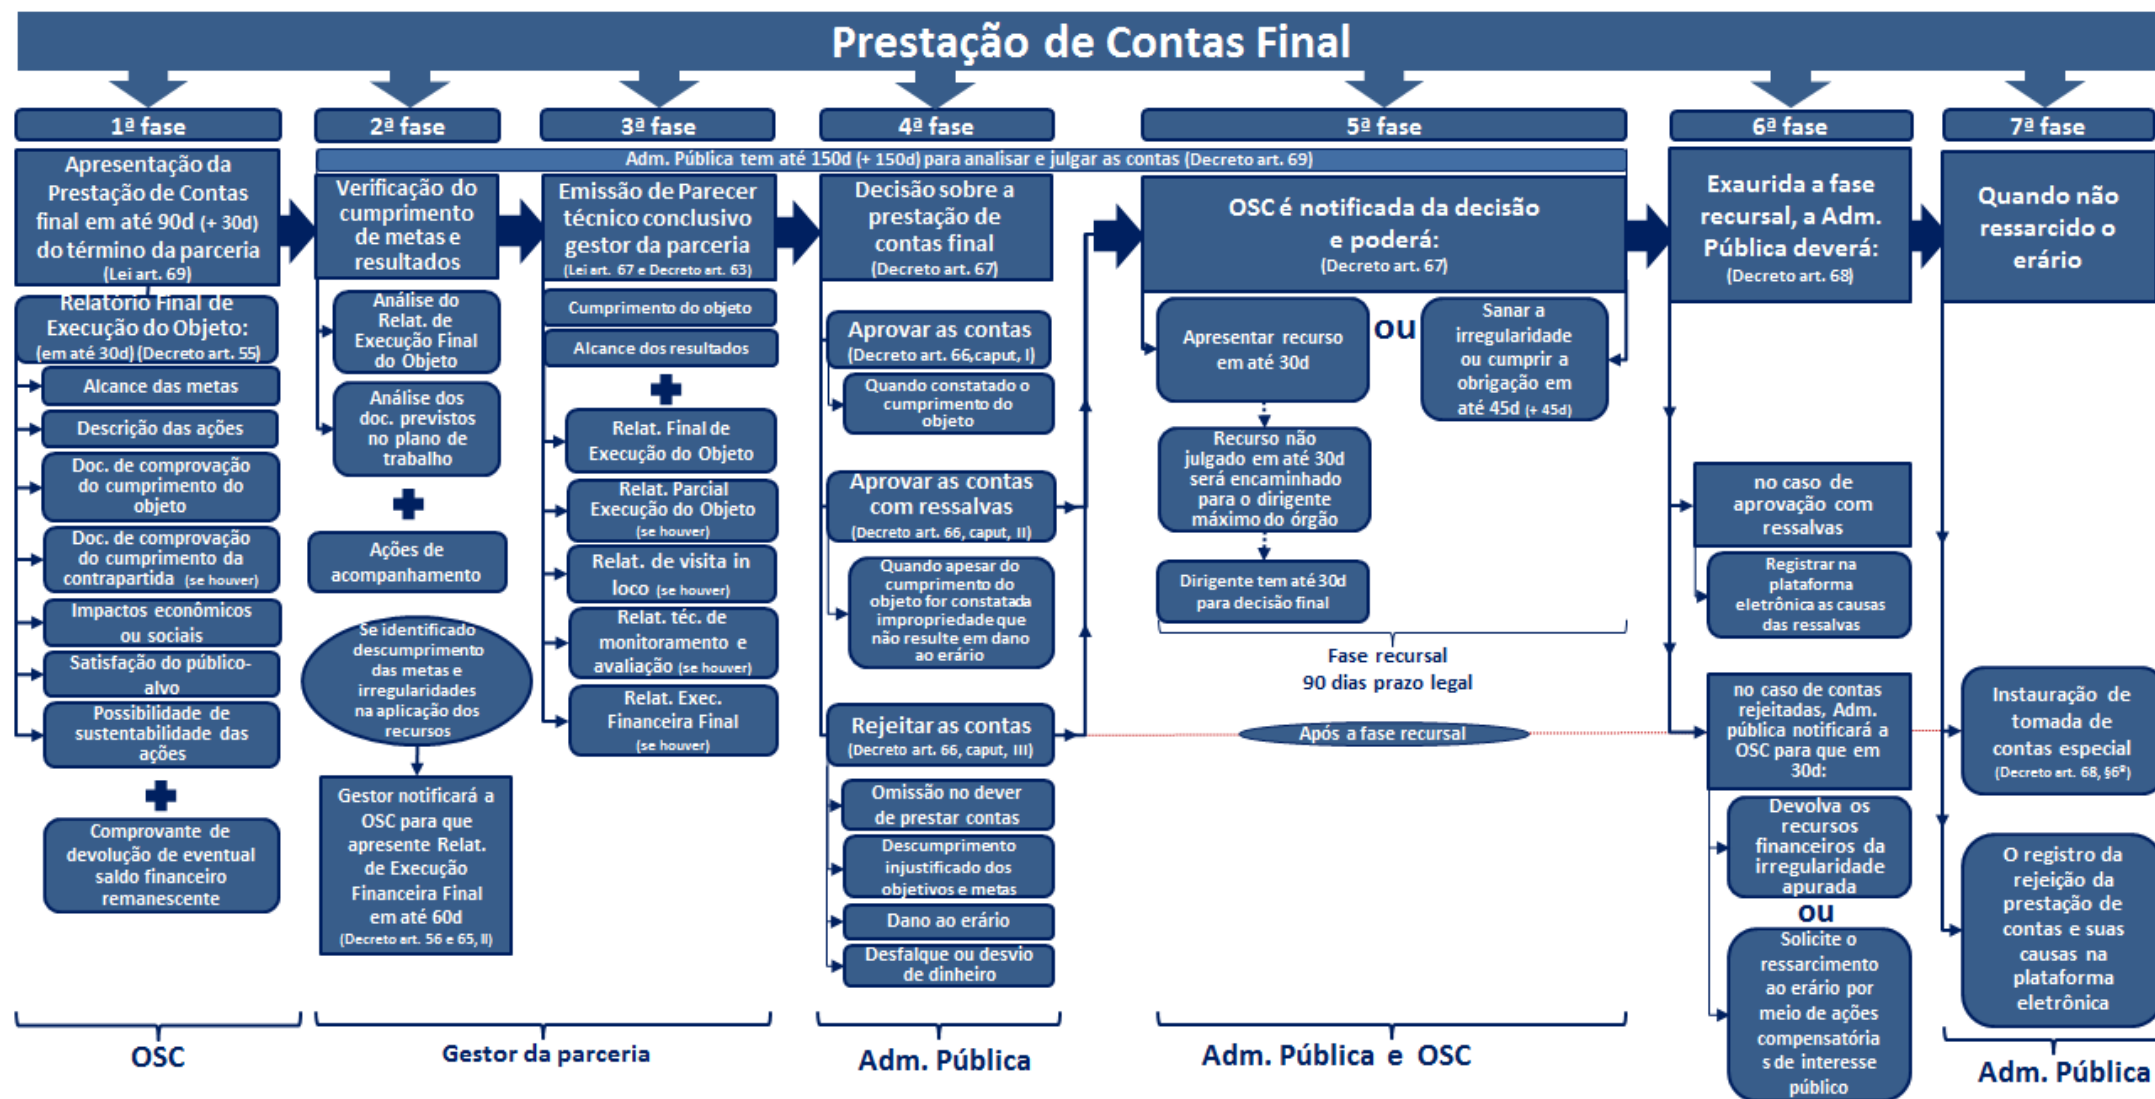 Prestação de Contas Final
1ª fase
Apresentação da
Prestação de Contas
final em até 90d (+ 30d)
do término da parceria
(Lei art. 69)
Relatório Final de
Execução do Objeto:
(em até 30d) (Decreto art. 55)
Alcance das metas
Descrição das ações
Doc. de comprovação
do cumprimento do
objeto
Doc. de comprovação
do cumprimento da
contrapartida (se houver)
Impactos econômicos
ou sociais
Satisfação do público-
alvo
Possibilidade de
sustentabilidade das
ações
Comprovante de
devolução de eventual
saldo financeiro
remanescente
OSC
Adm. Pública tem até 150d (+ 150d) para analisar e julgar as contas (Decreto art. 69)
2ª fase
Verificação do
cumprimento
de metas e
resultados
Análise do
Relat. de
Execução Final
do Objeto
Análise dos
doc. previstos
no plano de
trabalho
Ações de
acompanhamento
Se identificado
descumprimento
das metas e
irregularidades
na aplicação dos
recursos
Gestor notificará a
OSC para que
apresente Relat.
de Execução
Financeira Final
em até 60d
(Decreto art. 56 e 65, II)
3ª fase
Emissão de Parecer
técnico conclusivo
gestor da parceria
(Lei art. 67 e Decreto art. 63)
Cumprimento do objeto
Alcance dos resultados
Relat. Final de
Execução do Objeto
Relat. Parcial
Execução do Objeto
(se houver)
Relat. de visita in
loco (se houver)
Relat. téc. de
monitoramento e
avaliação (se houver)
Relat. Exec.
Financeira Final
(se houver)
Gestor da parceria
4ª fase
Decisão sobre a
prestação de
contas final
(Decreto art. 67)
Aprovar as contas
(Decreto art. 66,caput, I)
Quando constatado o
cumprimento do
objeto
Aprovar as contas
com ressalvas
(Decreto art. 66, caput, II)
Quando apesar do
cumprimento do
objeto for constatada
impropriedade que
não resulte em dano
ao erário
Rejeitar as contas
(Decreto art. 66, caput, III)
Omissão no dever
de prestar contas
Descumprimento
injustificado dos
objetivos e metas
Dano ao erário
Desfalque ou desvio
de dinheiro
Adm. Pública
5ª fase
OSC é notificada da decisão
e poderá:
(Decreto art. 67)
Apresentar recurso
em até 30d
ou
Sanar a
irregularidade
ou cumprir a
obrigação em
até 45d (+ 45d)
Recurso não
julgado em até 30d
será encaminhado
para o dirigente
máximo do órgão
Dirigente tem até 30d
para decisão final
Fase recursal
90 dias prazo legal
Após a fase recursal
Adm. Pública e OSC
6ª fase
Exaurida a fase
recursal, a Adm.
Pública deverá:
(Decreto art. 68)
no caso de
aprovação com
ressalvas
Registrar na
plataforma
eletrônica as causas
das ressalvas
no caso de contas
rejeitadas, Adm.
pública notificará a
OSC para que em
30d:
Devolva os
recursos
financeiros da
irregularidade
apurada
ou
Solicite o
ressarcimento
ao erário por
meio de ações
compensatória
s de interesse
público
7ª fase
Quando não
ressarcido o
erário
Instauração de
tomada de
contas especial
(Decreto art. 68, §6º)
O registro da
rejeição da
prestação de
contas e suas
causas na
plataforma
eletrônica
Adm. Pública